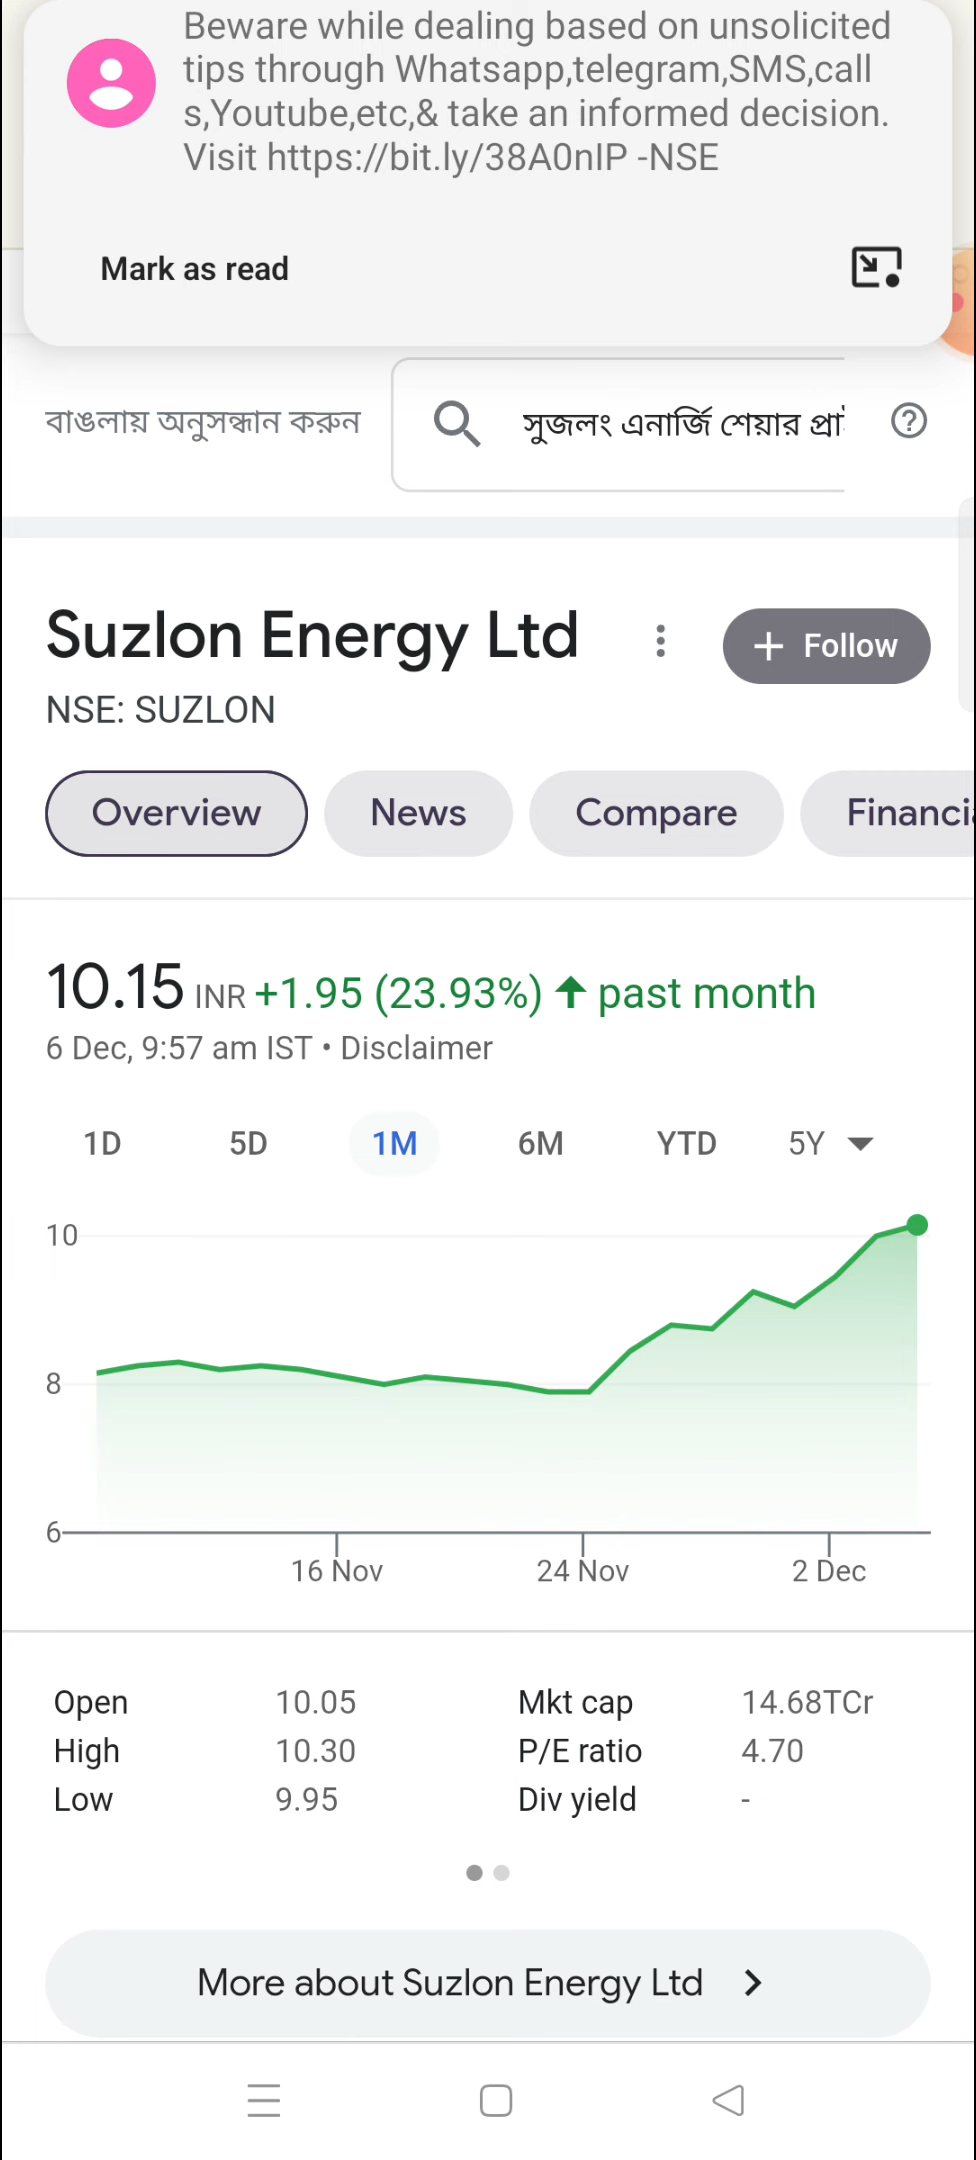 Beware while dealing based on unsolicited
tips through Whatsapp,telegram,SMS,call
s,Youtube,etc,& take an informed decision.
Visit https://bit.ly/38A0nIP -NSE
Mark as read
বাঙলায় অনুসন্ধান করুন
সুজলং এনার্জি শেয়ার
Suzlon Energy Ltd
+ Follow
NSE: SUZLON
Overview News Compare Financi
10.15 INR +1.95 (23.93%) ↑ past month
6 Dec, 9:57 am IST • Disclaimer
1D 5D 1M 6M YTD 5Y
10
8
6
16 Nov 24 Nov 2 Dec
Open 10.05 Mkt cap 14.68TCr
High 10.30 P/E ratio 4.70
Low 9.95 Div yield -
More about Suzlon Energy Ltd